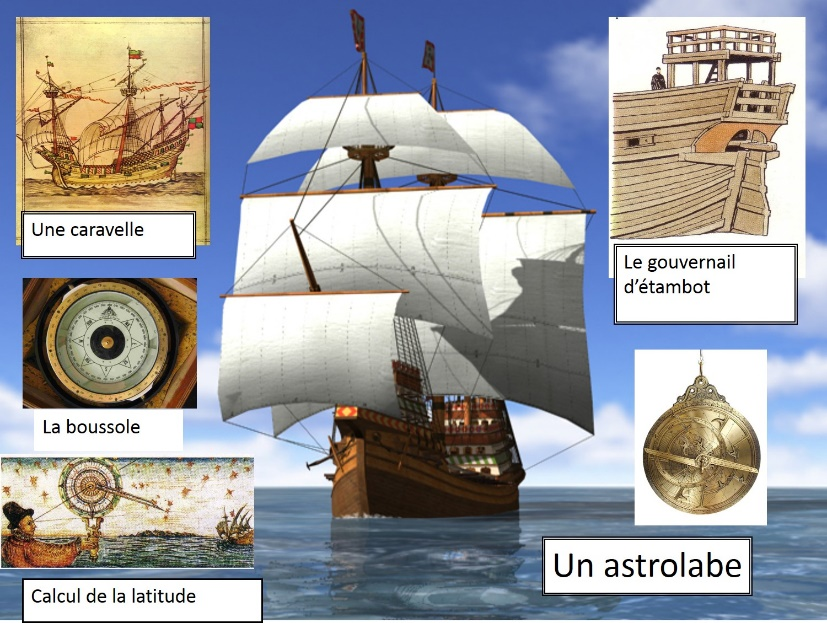 Une caravelle
Le gouvernail
d'étambot
La boussole
Calcul de la latitude
Un astrolabe